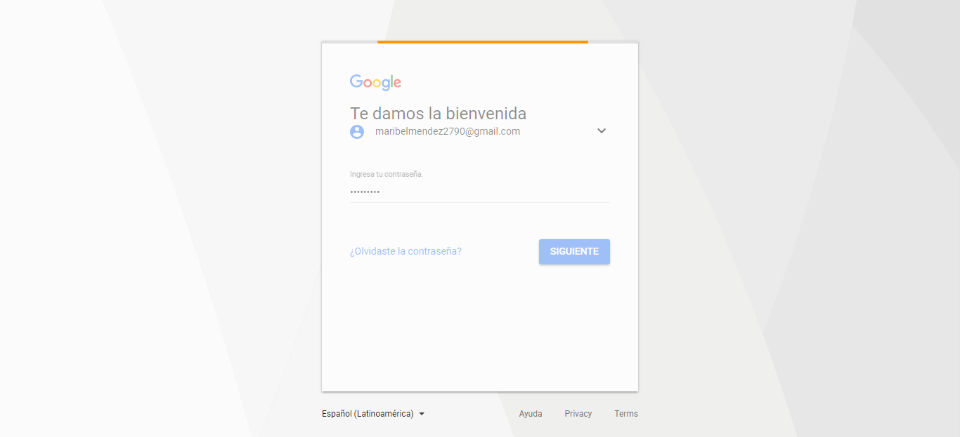 Google
Te damos la bienvenida
maribelmendez2790@gmail.com
Ingresa tu contraseña.
•••••••••
¿Olvidaste la contraseña?
SIGUIENTE
Español (Latinoamérica)
Ayuda
Privacy
Terms